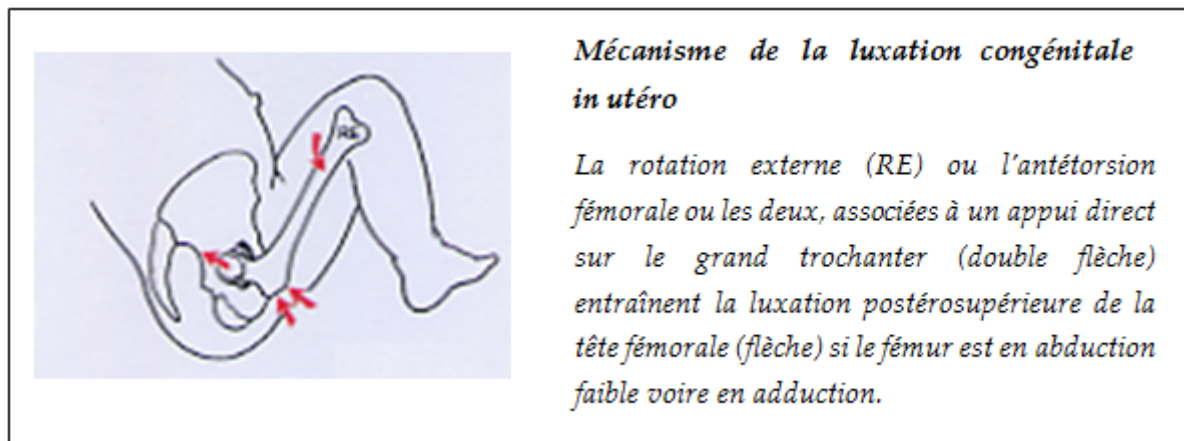 Mécanisme de la luxation congénitale
in utéro
RE
La rotation externe (RE) ou l'antétorsion
fémorale ou les deux, associées à un appui direct
sur le grand trochanter (double flèche)
entraînent la luxation postérosupérieure de la
tête fémorale (flèche) si le fémur est en abduction
faible voire en adduction.